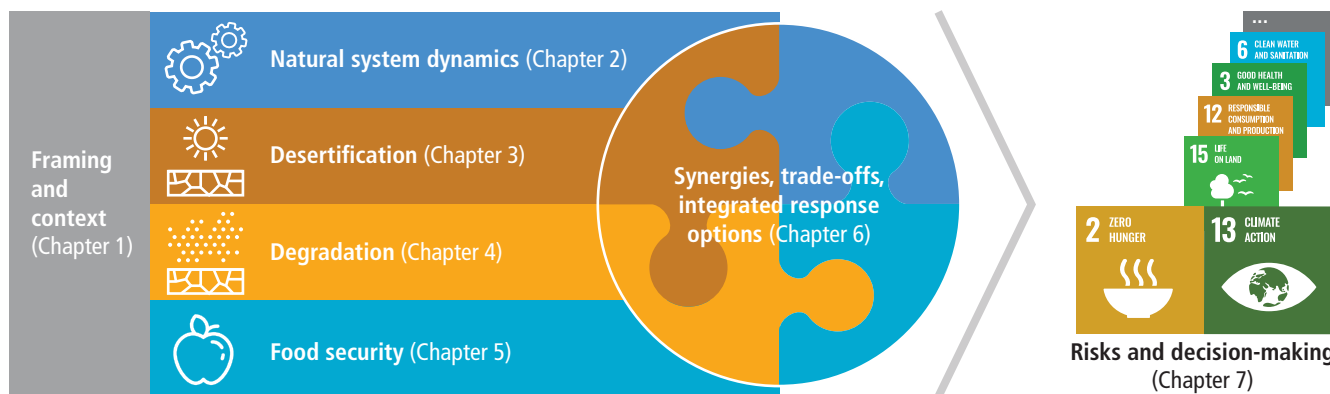 Framing
and
context
(Chapter 1)
Natural system dynamics (Chapter 2)
Desertification (Chapter 3)
Degradation (Chapter 4)
Food security (Chapter 5)
Synergies, trade-offs,
integrated response
options (Chapter 6)
...
6 CLEAN WATER
AND SANITATION
3 GOOD HEALTH
AND WELL-BEING
12 RESPONSIBLE
CONSUMPTION
AND PRODUCTION
15 LIFE
ON LAND
2 ZERO
HUNGER
13 CLIMATE
ACTION
Risks and decision-making
(Chapter 7)